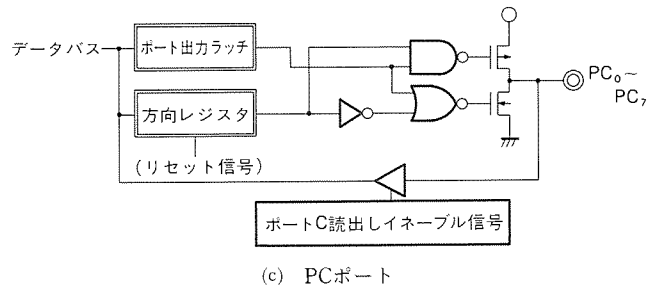 データバス
ポート出力ラッチ
PC₀～
PC₇
方向レジスタ
(リセット信号)
ポートC読出しイネーブル信号
(c) PCポート